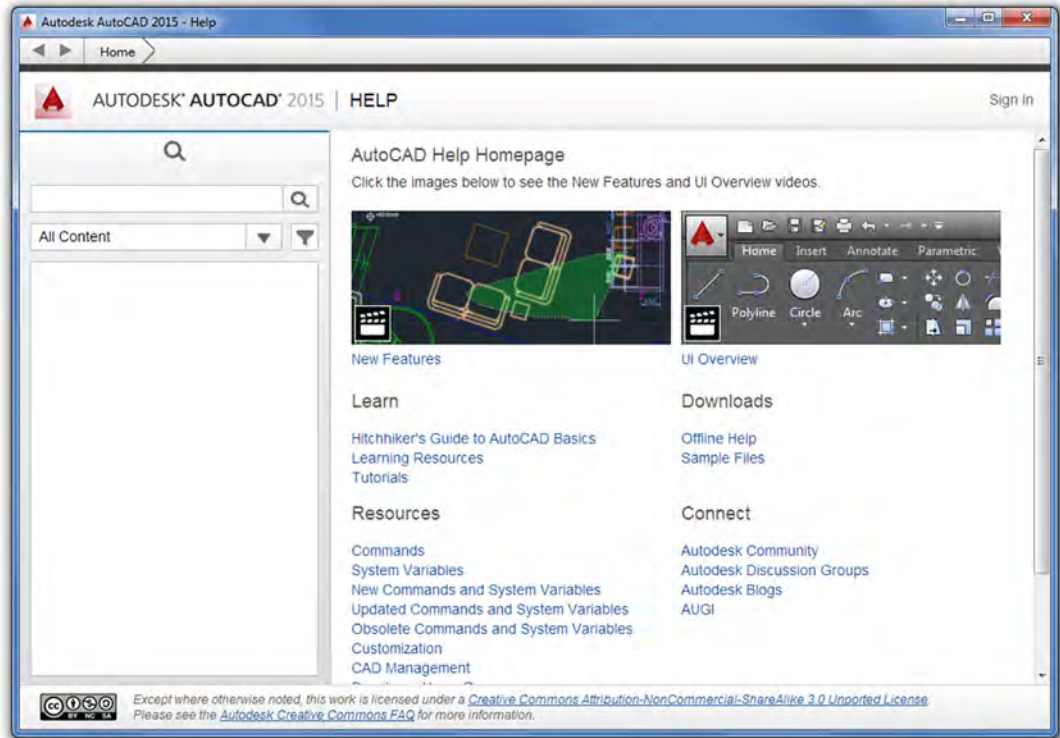 Autodesk AutoCAD 2015 - Help
Home
AUTODESK® AUTOCAD® 2015 | HELP
Sign In
All Content
AutoCAD Help Homepage
Click the images below to see the New Features and UI Overview videos.
Home Insert Annotate Parametric
Polyline Circle Arc
New Features
UI Overview
Learn
Hitchhiker's Guide to AutoCAD Basics
Learning Resources
Tutorials
Downloads
Offline Help
Sample Files
Resources
Commands
System Variables
New Commands and System Variables
Updated Commands and System Variables
Obsolete Commands and System Variables
Customization
CAD Management
Connect
Autodesk Community
Autodesk Discussion Groups
Autodesk Blogs
AUGI
cc
BY NC SA
Except where otherwise noted, this work is licensed under a Creative Commons Attribution-NonCommercial-ShareAlike 3.0 Unported License.
Please see the Autodesk Creative Commons FAQ for more information.